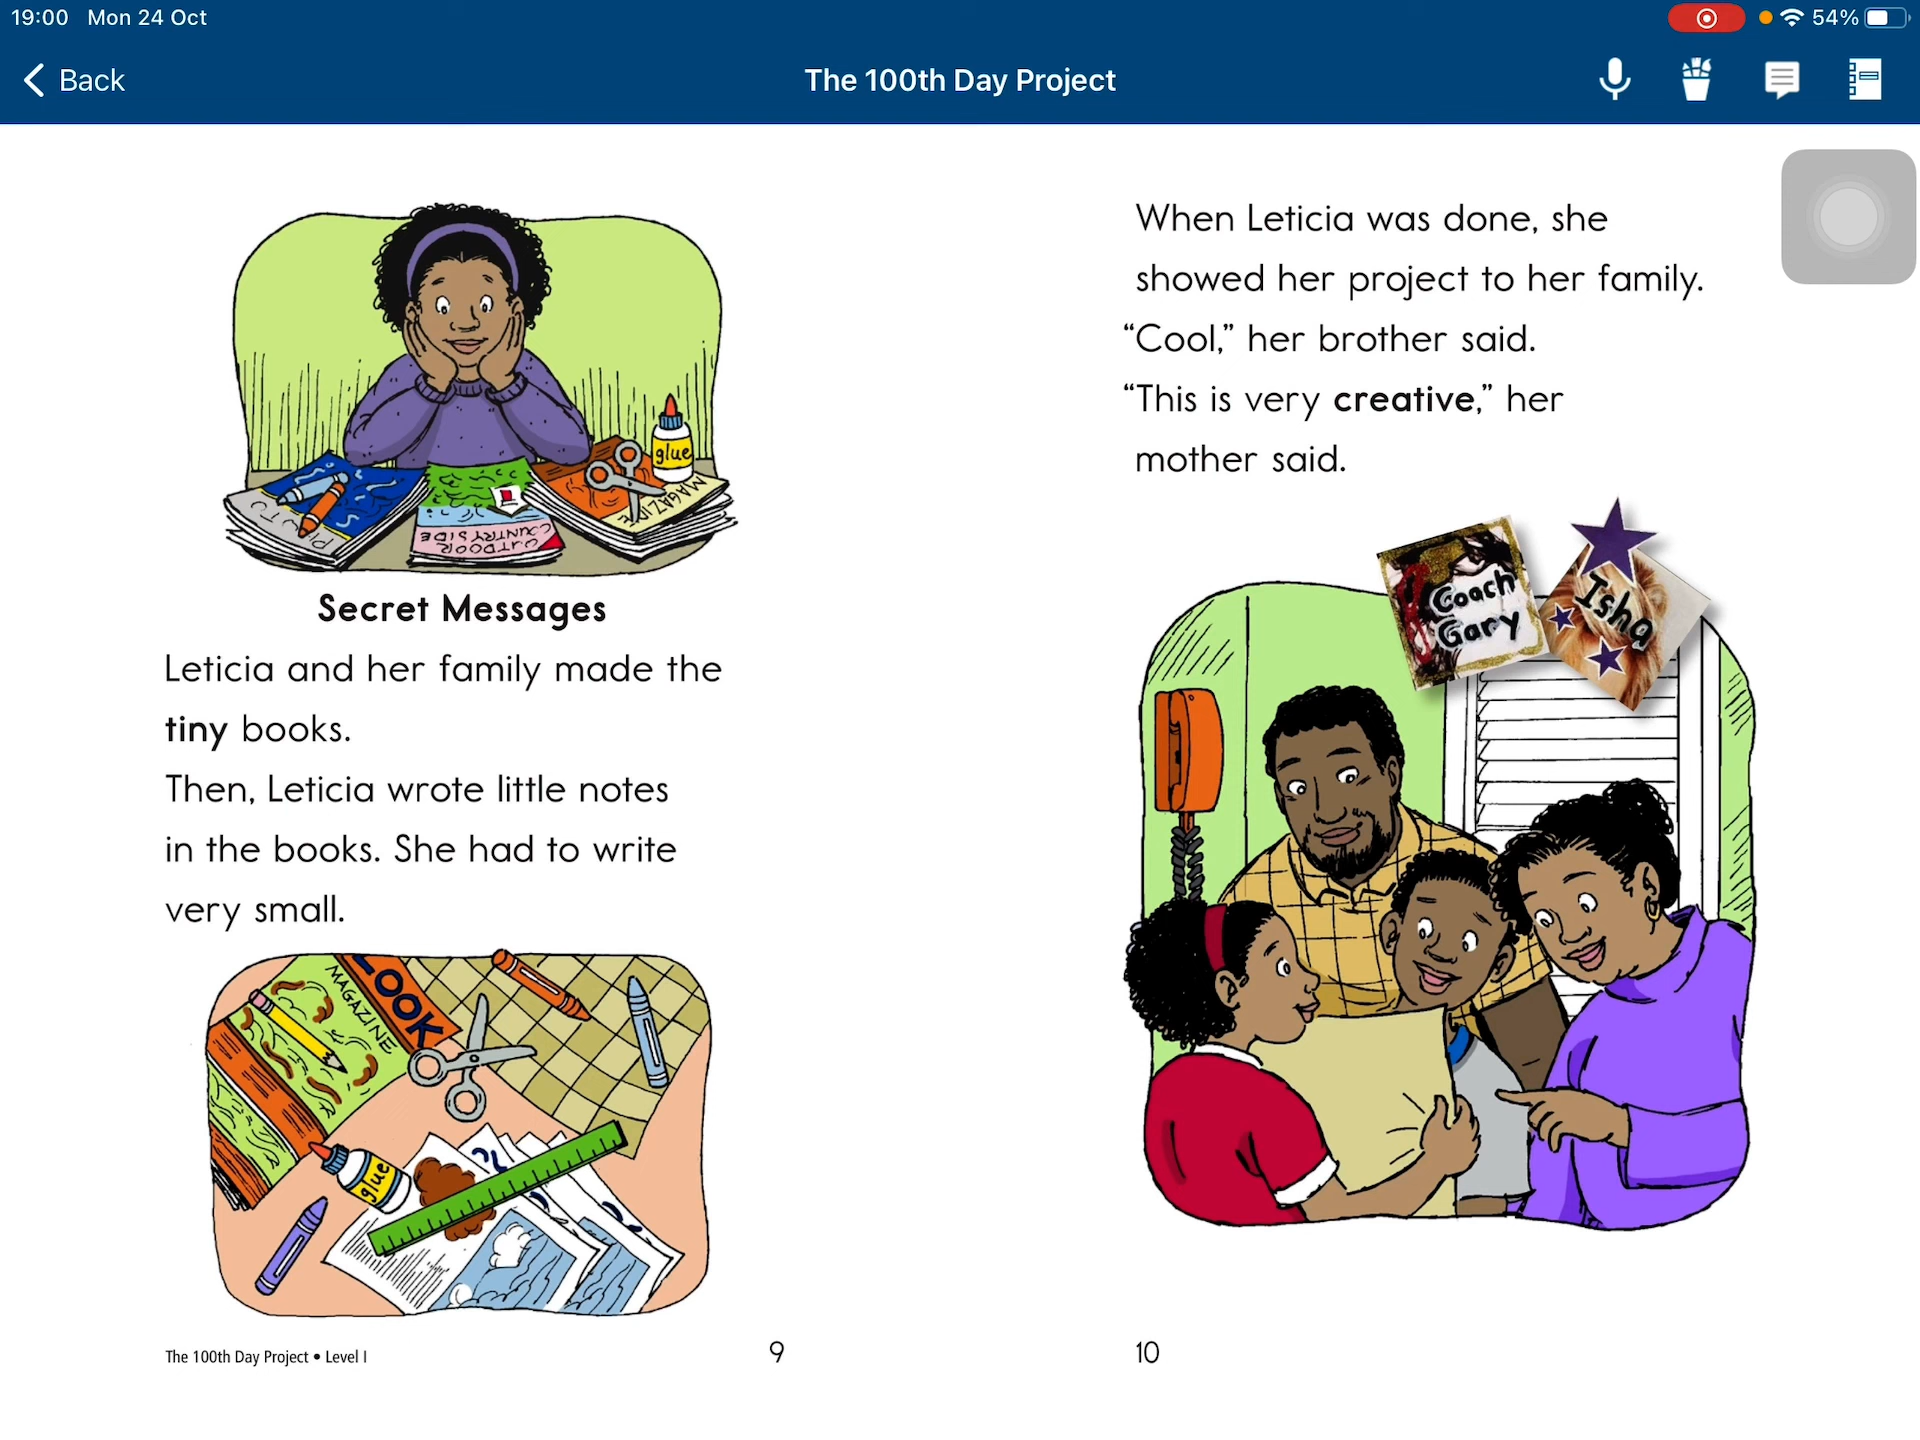 19:00 Mon 24 Oct
54%
Back
The 100th Day Project
glue
MAGAZINE
OUTDOOR
COUNTRYSIDE
Secret Messages
Leticia and her family made the
tiny books.
Then, Leticia wrote little notes
in the books. She had to write
very small.
LOOK
MAGAZINE
glue
The 100th Day Project • Level I
9
When Leticia was done, she
showed her project to her family.
“Cool,” her brother said.
“This is very creative,” her
mother said.
Coach
Gary
Isha
10